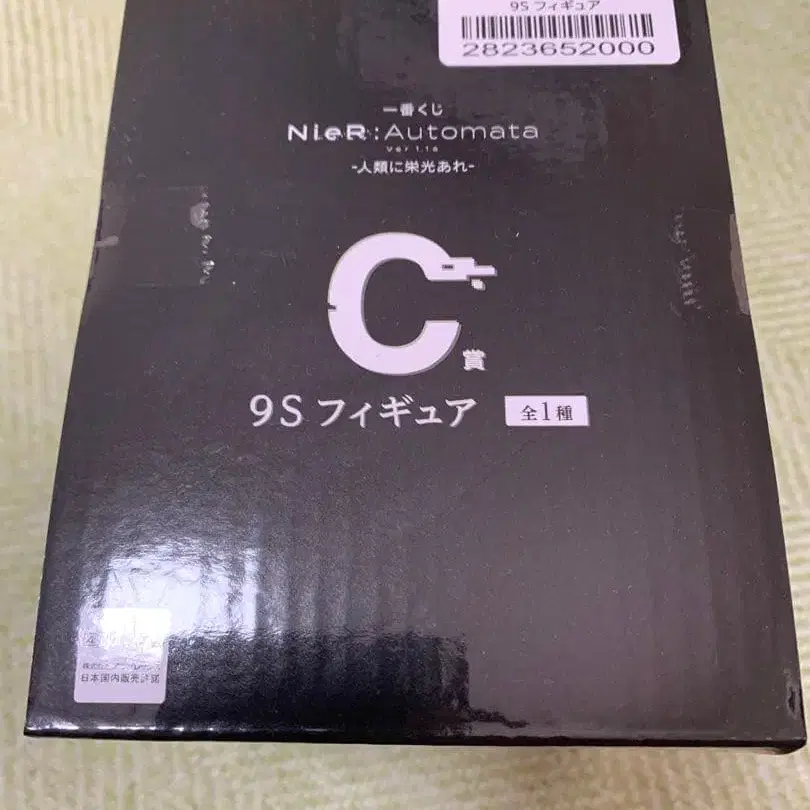 9S フィギュア
2823652000
一番くじ
NieR:Automata
Ver1.1a
-人類に栄光あれ-
C賞
9S フィギュア 全1種
日本国内販売許諾